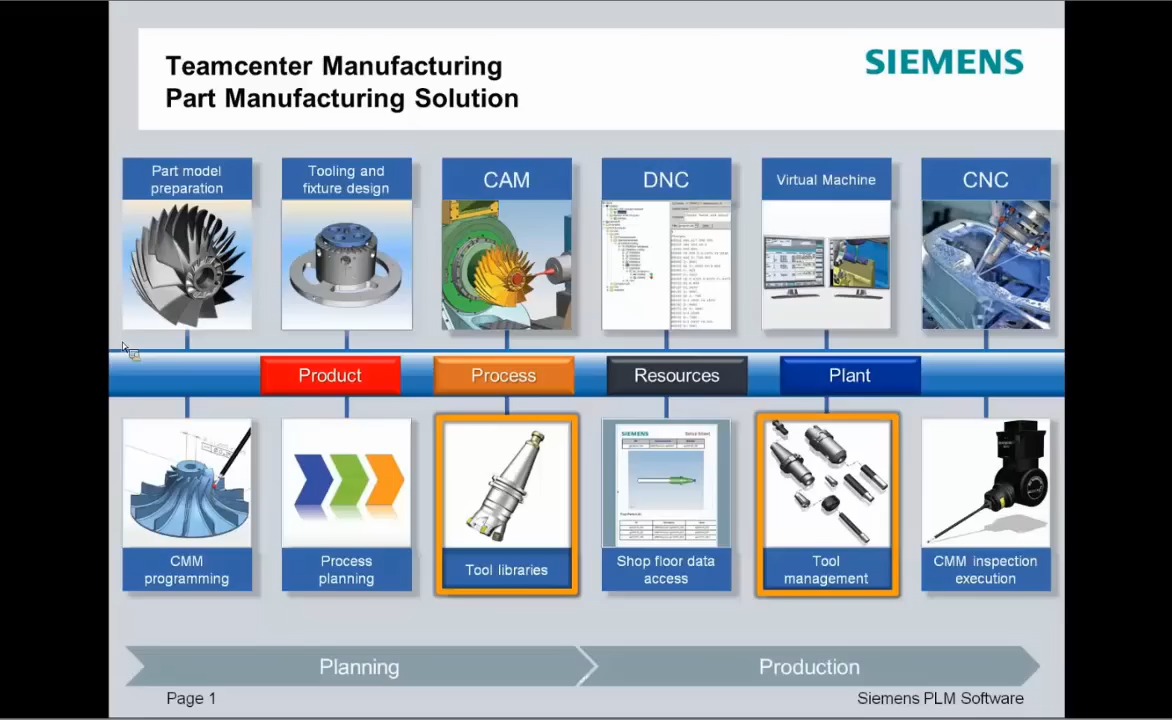 Teamcenter Manufacturing
Part Manufacturing Solution
SIEMENS
Part model
preparation
Tooling and
fixture design
CAM
DNC
Virtual Machine
CNC
Product
Process
Resources
Plant
SIEMENS
CMM
programming
Process
planning
Tool libraries
Shop floor data
access
Tool
management
CMM inspection
execution
Planning
Production
Page 1
Siemens PLM Software